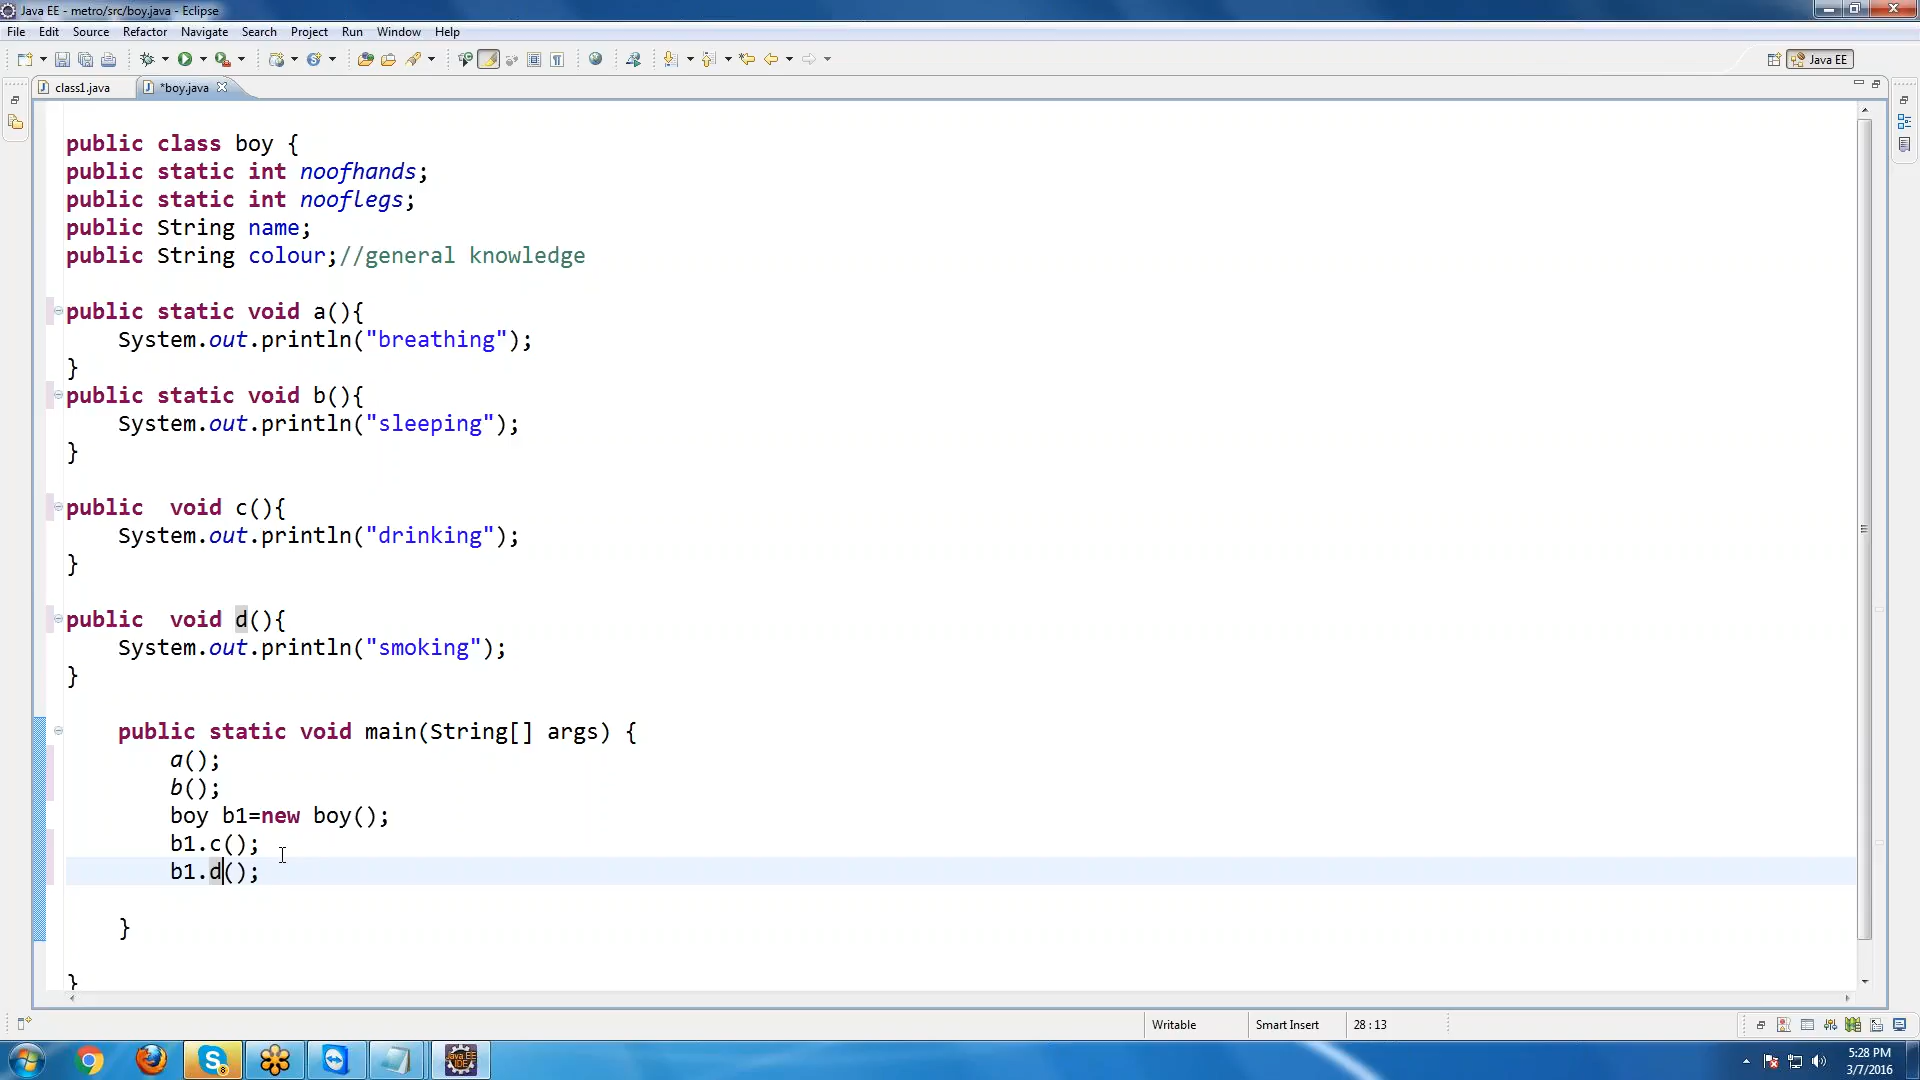 Java EE - metro/src/boy.java - Eclipse
File Edit Source Refactor Navigate Search Project Run Window Help
Java EE
class1.java *boy.java
public class boy {
public static int noofhands;
public static int nooflegs;
public String name;
public String colour;//general knowledge
public static void a(){
System.out.println("breathing");
}
public static void b(){
System.out.println("sleeping");
}
public  void c(){
System.out.println("drinking");
}
public  void d(){
System.out.println("smoking");
}
public static void main(String[] args) {
a();
b();
boy b1=new boy();
b1.c();
b1.d();
}
}
Writable Smart Insert 28 : 13
Java EE IDE
5:28 PM
3/7/2016